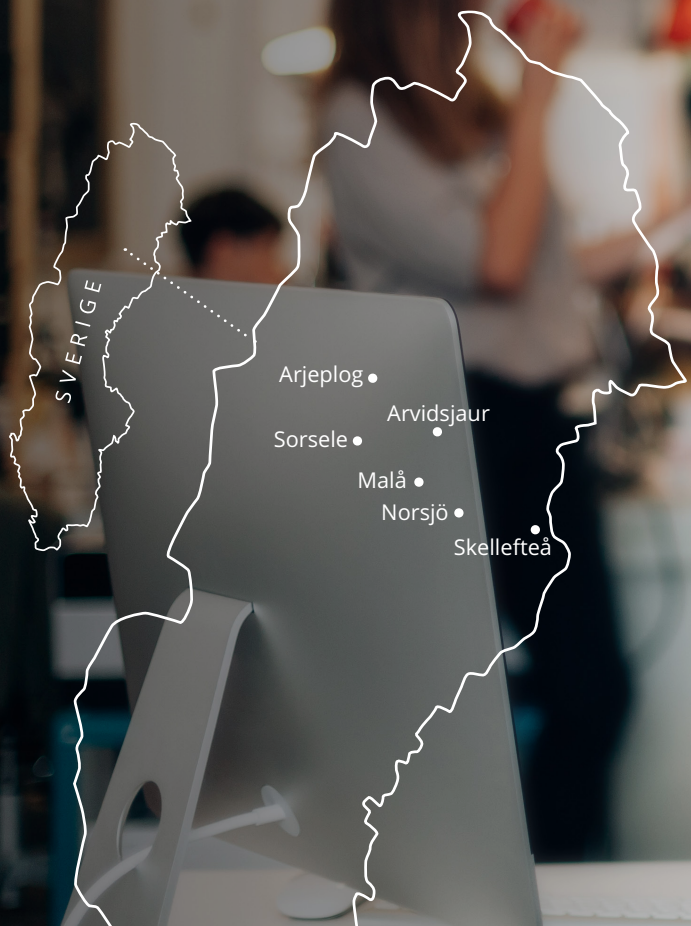 SVERIGE
Arjeplog
Arvidsjaur
Sorsele
Malå
Norsjö
Skellefteå